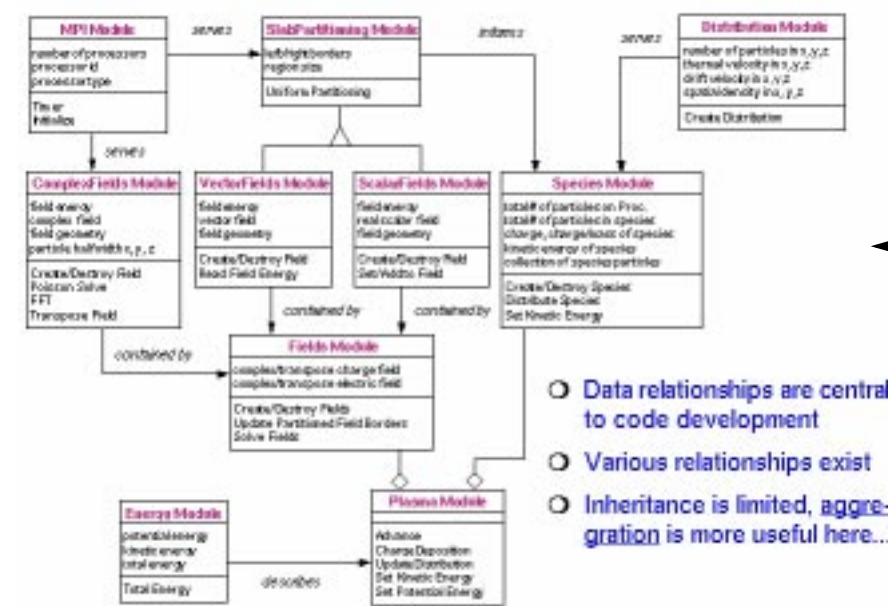 MPI Module
number of processors
processor id
processor type
Timer
Initialize
serves
SlabPartitioning Module
left/right borders
region size
Uniform Partitioning
informs
serves
Distribution Module
number of particles in x, y, z
thermal velocity in x, y, z
drift velocity in x, y, z
spatial density in x, y, z
Create Distribution
serves
ComplexFields Module
field energy
complex field
field geometry
particle halfwidth x, y, z
Create/Destroy Field
Poisson Solve
FFT
Transpose Field
VectorFields Module
field energy
vector field
field geometry
Create/Destroy Field
Read Field Energy
ScalarFields Module
field energy
real scalar field
field geometry
Create/Destroy Field
Field
Species Module
total# of particles on Proc.
total# of particles in species
charge, charge/mass of species
kinetic energy of species
collection of species particles
Create/Destroy Species
Distribute Species
Set Kinetic Energy
contained by
contained by
contained by
Fields Module
complex/transpose charge field
complex/transpose electric field
Create/Destroy Fields
Update Partitioned Field Borders
Solve Fields
Energy Module
potential energy
kinetic energy
total energy
Total Energy
describes
Plasma Module
Advance
Charge Deposition
Update Distribution
Set Kinetic Energy
Set Potential Energy
Data relationships are central
to code development
Various relationships exist
Inheritance is limited, aggre-
gration is more useful here...